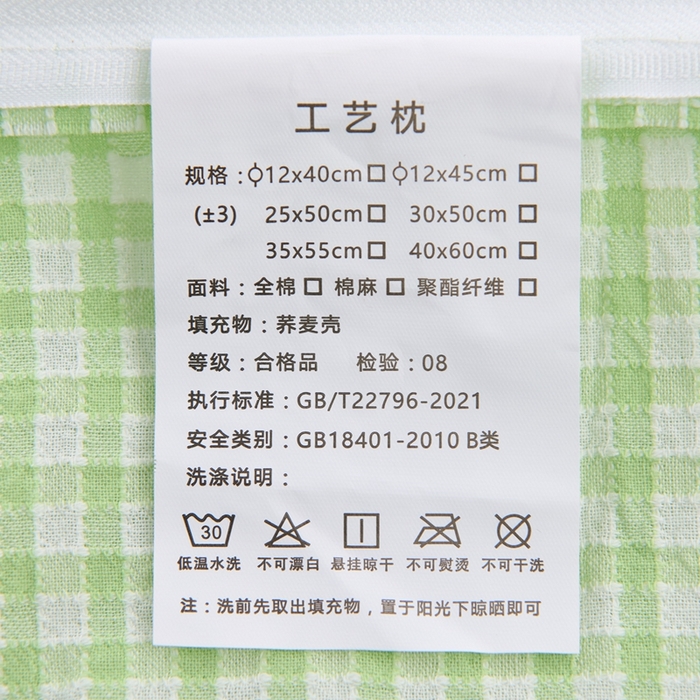 工艺枕
规格：ϕ12x40cm□ ϕ12x45cm □
(±3) 25x50cm□ 30x50cm □
35x55cm□ 40x60cm □
面料：全棉□ 棉麻□ 聚酯纤维 □
填充物：荞麦壳
等级：合格品 检验：08
执行标准：GB/T22796-2021
安全类别：GB18401-2010 B类
洗涤说明：
30
低温水洗 不可漂白 悬挂晾干 不可熨烫 不可干洗
注：洗前先取出填充物，置于阳光下晾晒即可